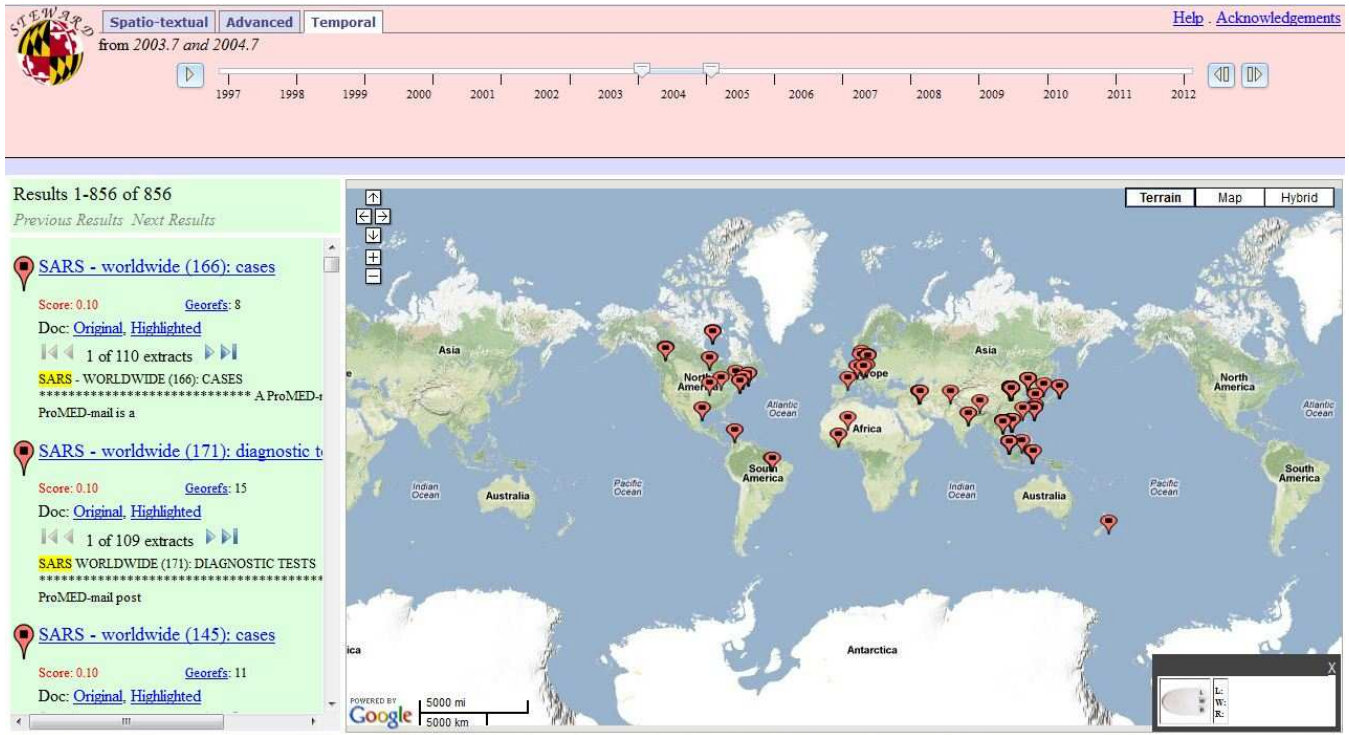 STEWARD
Spatio-textual Advanced Temporal
Help . Acknowledgements
from 2003.7 and 2004.7
1997 1998 1999 2000 2001 2002 2003 2004 2005 2006 2007 2008 2009 2010 2011 2012
Results 1-856 of 856
Previous Results Next Results
SARS - worldwide (166): cases
Score: 0.10 Georefs: 8
Doc: Original, Highlighted
1 of 110 extracts
SARS - WORLDWIDE (166): CASES
***************************** A ProMED-
ProMED-mail is a
SARS - worldwide (171): diagnostic
Score: 0.10 Georefs: 15
Doc: Original, Highlighted
1 of 109 extracts
SARS WORLDWIDE (171): DIAGNOSTIC TESTS
****************************************
ProMED-mail post
SARS - worldwide (145): cases
Score: 0.10 Georefs: 11
Doc: Original, Highlighted
Terrain Map Hybrid
Asia
North America
Europe
Asia
North America
Atlantic Ocean
Atlantic Ocean
Africa
South America
South America
Indian Ocean
Australia
Pacific Ocean
Indian Ocean
Australia
Pacific Ocean
Antarctica
ica
POWERED BY
Google
5000 mi
5000 km
X
L:
W:
R: